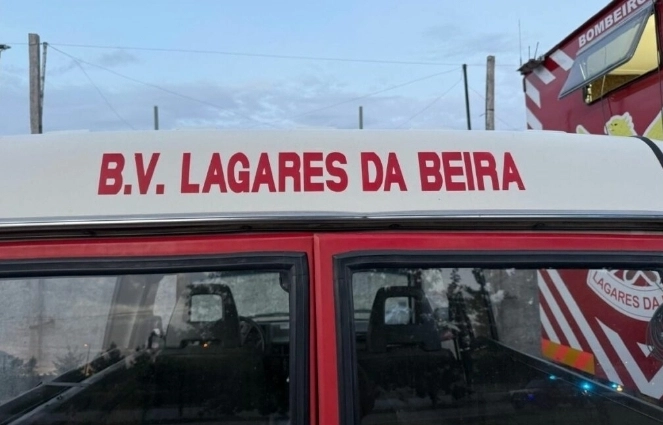 BOMBEIRO
B.V. LAGARES DA BEIRA
LAGARES DA